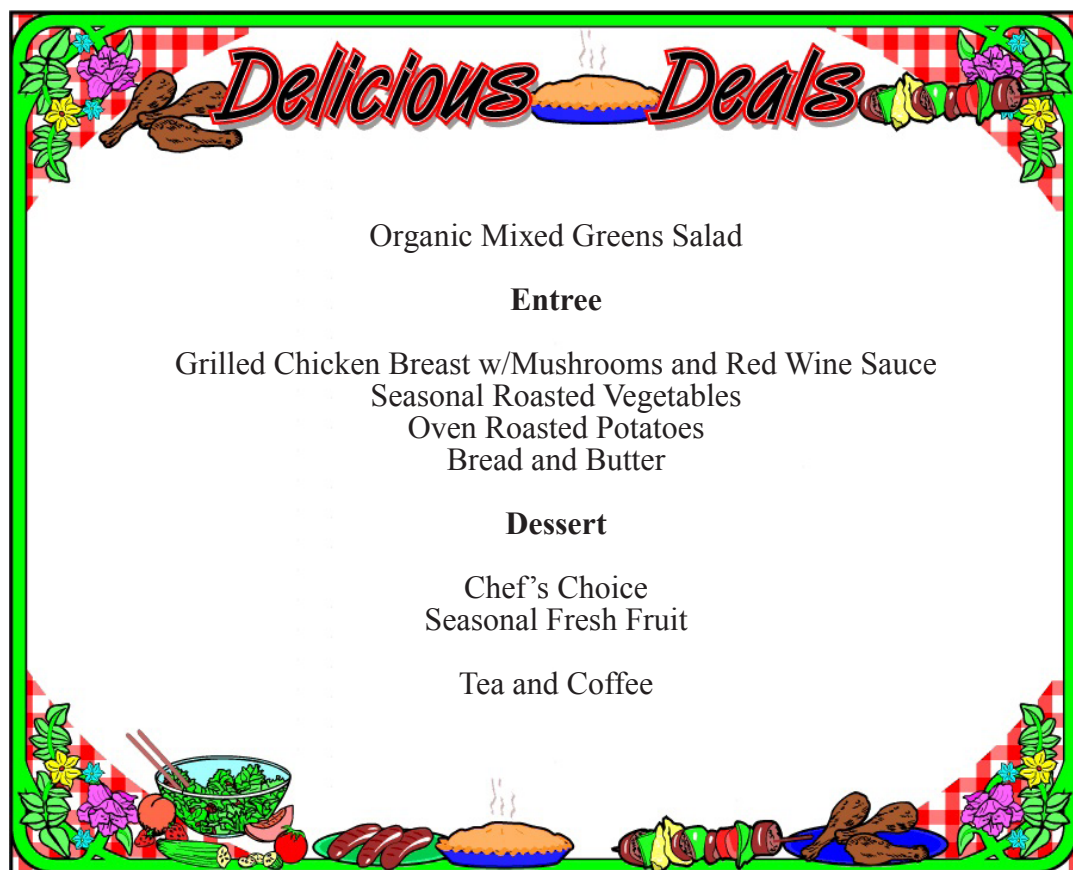 Delicious Deals
Organic Mixed Greens Salad
Entree
Grilled Chicken Breast w/Mushrooms and Red Wine Sauce
Seasonal Roasted Vegetables
Oven Roasted Potatoes
Bread and Butter
Dessert
Chef’s Choice
Seasonal Fresh Fruit
Tea and Coffee